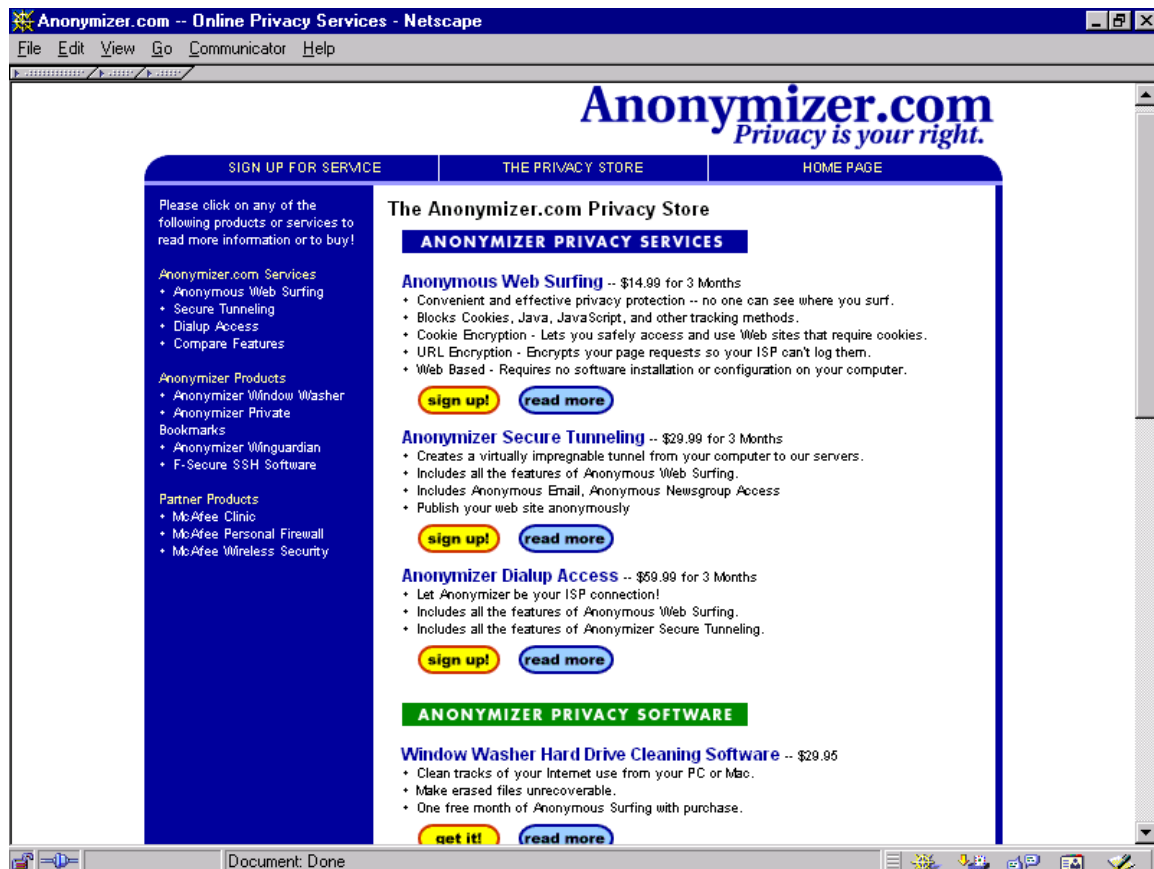 Anonymizer.com -- Online Privacy Services - Netscape
File Edit View Go Communicator Help
Anonymizer.com
Privacy is your right.
SIGN UP FOR SERVICE THE PRIVACY STORE HOME PAGE
Please click on any of the
following products or services to
read more information or to buy!
Anonymizer.com Services
• Anonymous Web Surfing
• Secure Tunneling
• Dialup Access
• Compare Features
Anonymizer Products
• Anonymizer Window Washer
• Anonymizer Private
Bookmarks
• Anonymizer Winguardian
• F-Secure SSH Software
Partner Products
• McAfee Clinic
• McAfee Personal Firewall
• McAfee Wireless Security
The Anonymizer.com Privacy Store
ANONYMIZER PRIVACY SERVICES
Anonymous Web Surfing -- $14.99 for 3 Months
• Convenient and effective privacy protection -- no one can see where you surf.
• Blocks Cookies, Java, JavaScript, and other tracking methods.
• Cookie Encryption - Lets you safely access and use Web sites that require cookies.
• URL Encryption - Encrypts your page requests so your ISP can't log them.
• Web Based - Requires no software installation or configuration on your computer.
sign up! read more
Anonymizer Secure Tunneling -- $29.99 for 3 Months
• Creates a virtually impregnable tunnel from your computer to our servers.
• Includes all the features of Anonymous Web Surfing.
• Includes Anonymous Email, Anonymous Newsgroup Access
• Publish your web site anonymously
sign up! read more
Anonymizer Dialup Access -- $59.99 for 3 Months
• Let Anonymizer be your ISP connection!
• Includes all the features of Anonymous Web Surfing.
• Includes all the features of Anonymizer Secure Tunneling.
sign up! read more
ANONYMIZER PRIVACY SOFTWARE
Window Washer Hard Drive Cleaning Software -- $29.95
• Clean tracks of your Internet use from your PC or Mac.
• Make erased files unrecoverable.
• One free month of Anonymous Surfing with purchase.
get it! read more
Document: Done